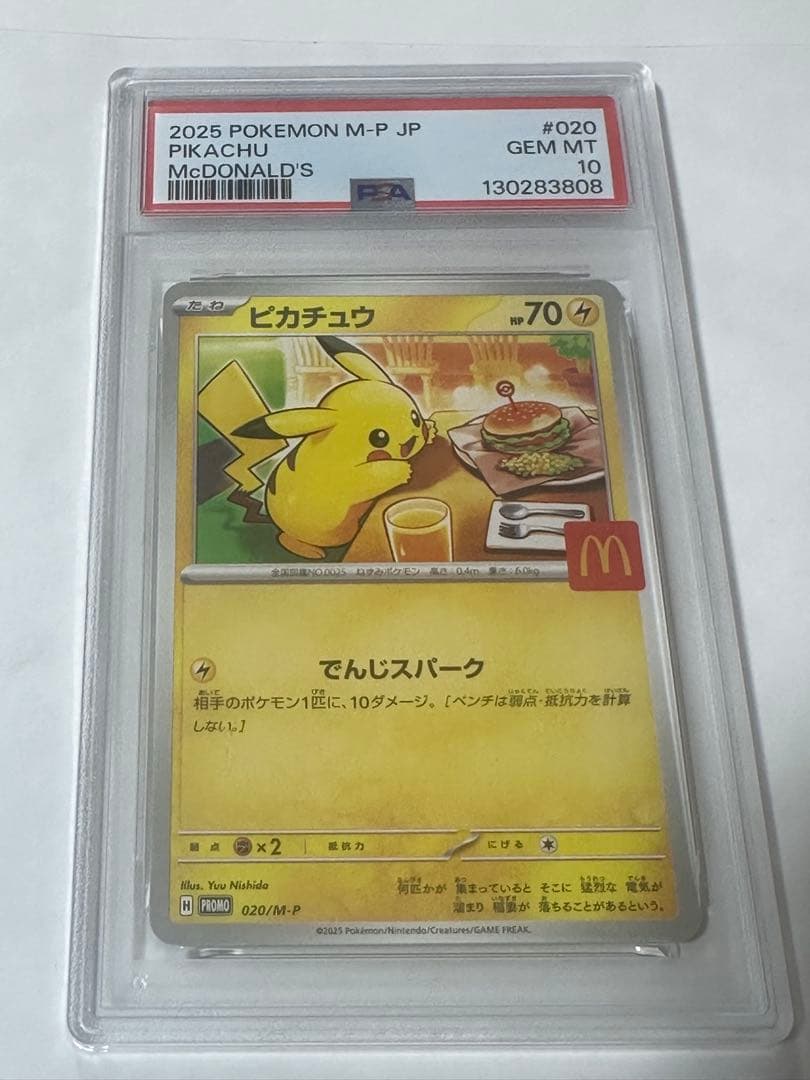 2025 POKEMON M-P JP #020
PIKACHU GEM MT
McDONALD'S 10
PSA 130283808
たね ピカチュウ HP70
全国図鑑NO.0025 ねずみポケモン 高さ:0.4m 重さ:6.0kg
M
でんじスパーク
相手のポケモン1匹に、10ダメージ。[ベンチは弱点・抵抗力を計算
しない。]
弱点 ×2 抵抗力 にげる
Illus. Yuu Nishida
何匹かが 集まっていると そこに 猛烈な 電気が
溜まり 稲妻が 落ちることがあるという。
H PROMO 020/M-P
©2025 Pokémon/Nintendo/Creatures/GAME FREAK.